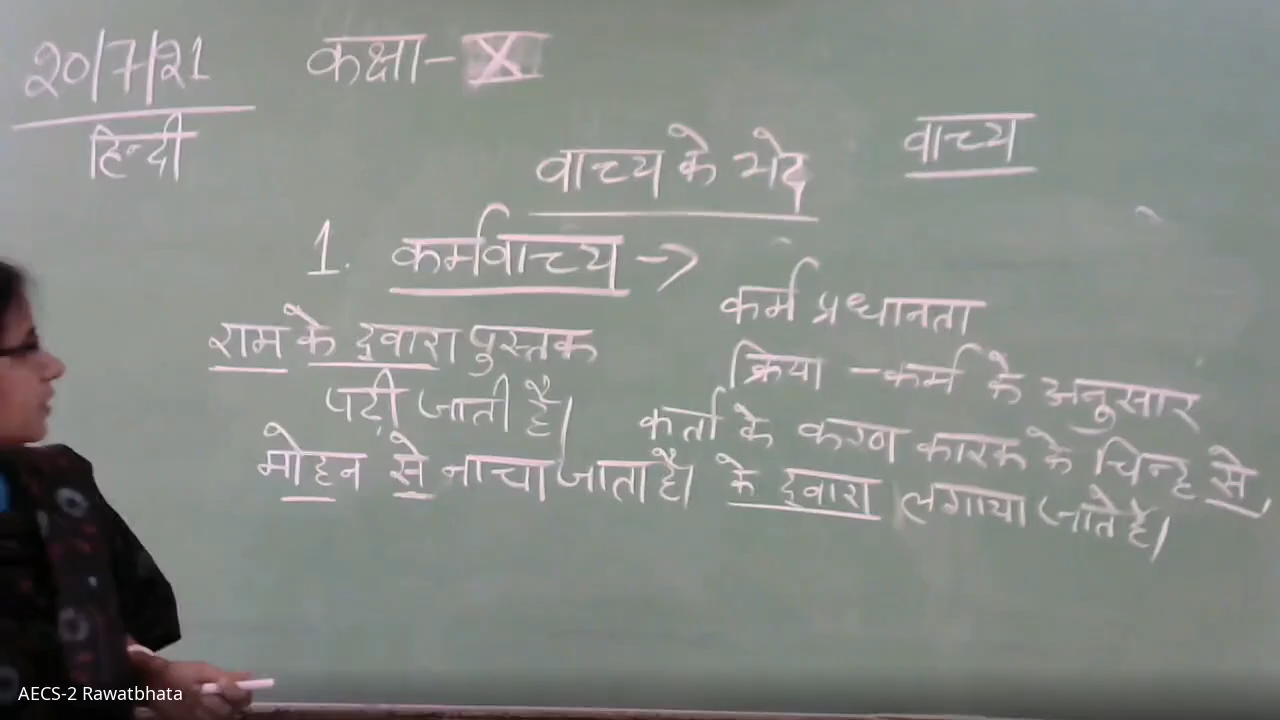 20/7/21 कक्षा- X
हिन्दी
वाच्य
वाच्य के भेद
1. कर्मवाच्य ->
राम के द्वारा पुस्तक
पढ़ी जाती है।
मोहन से नाचा जाता है।
कर्म प्रधानता
क्रिया - कर्म के अनुसार
कर्ता के करण कारक के चिन्ह से,
के द्वारा लगाया जाते है।
AECS-2 Rawatbhata